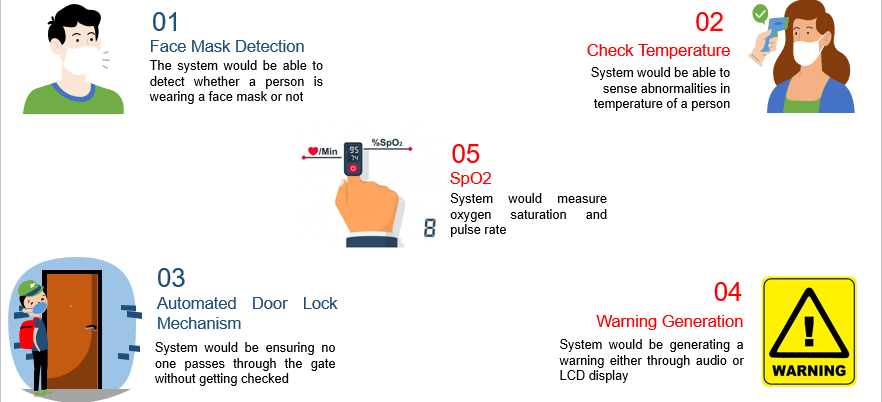 01
Face Mask Detection
The system would be able to
detect whether a person is
wearing a face mask or not
02
Check Temperature
System would be able to
sense abnormalities in
temperature of a person
♥/Min
%SpO₂
95
74
8
05
SpO2
System would measure
oxygen saturation and
pulse rate
03
Automated Door Lock
Mechanism
System would be ensuring no
one passes through the gate
without getting checked
04
Warning Generation
System would be generating a
warning either through audio or
LCD display
!
WARNING